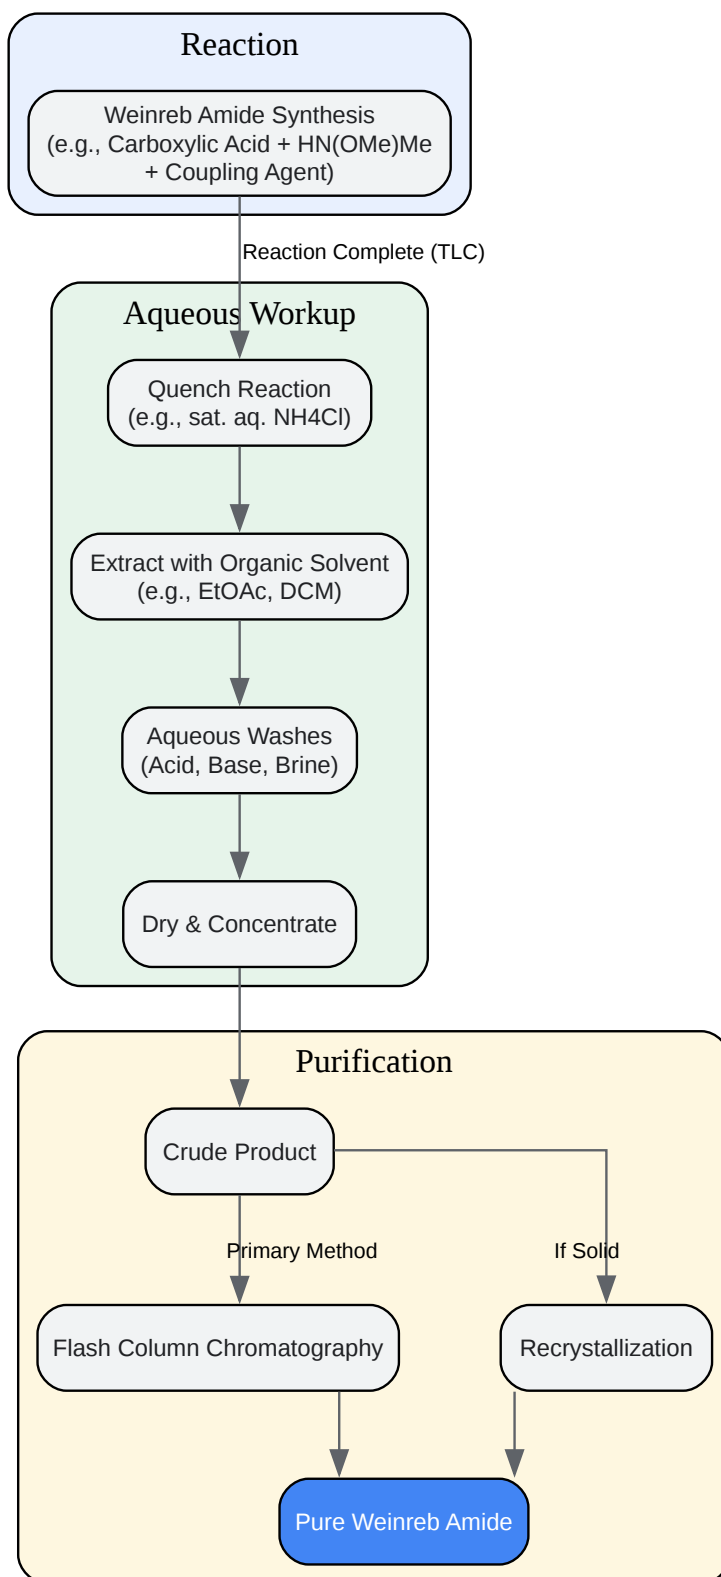 Reaction
Weinreb Amide Synthesis
(e.g., Carboxylic Acid + HN(OMe)Me
+ Coupling Agent)
Reaction Complete (TLC)
Aqueous Workup
Quench Reaction
(e.g., sat. aq. NH4Cl)
Extract with Organic Solvent
(e.g., EtOAc, DCM)
Aqueous Washes
(Acid, Base, Brine)
Dry & Concentrate
Purification
Crude Product
Primary Method
If Solid
Flash Column Chromatography
Recrystallization
Pure Weinreb Amide